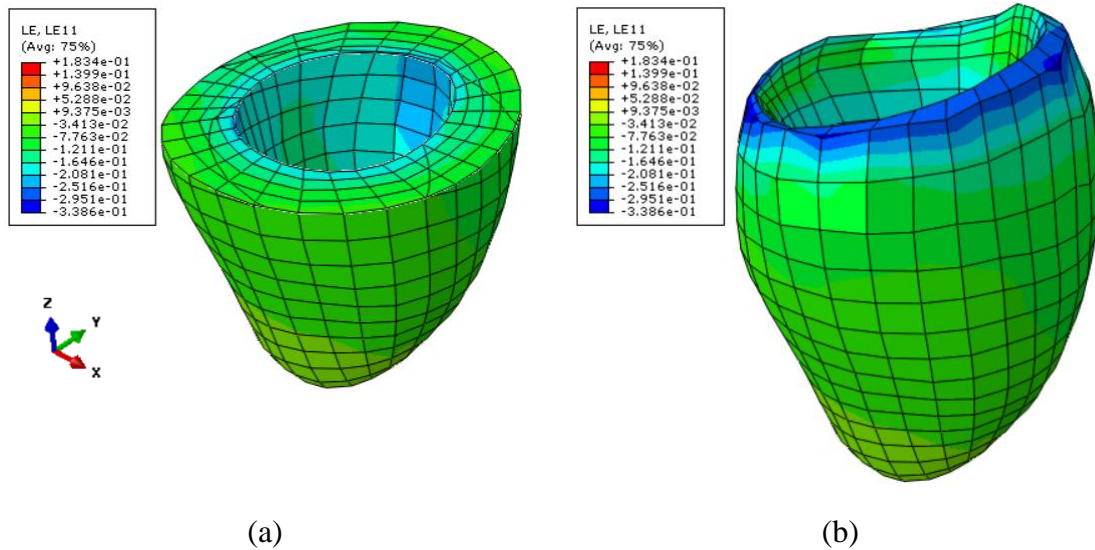 LE, LE11
(Avg: 75%)
+1.834e-01
+1.399e-01
+9.638e-02
+5.288e-02
+9.375e-03
-3.413e-02
-7.763e-02
-1.211e-01
-1.646e-01
-2.081e-01
-2.516e-01
-2.951e-01
-3.386e-01
Z
Y
X
(a)
LE, LE11
(Avg: 75%)
+1.834e-01
+1.399e-01
+9.638e-02
+5.288e-02
+9.375e-03
-3.413e-02
-7.763e-02
-1.211e-01
-1.646e-01
-2.081e-01
-2.516e-01
-2.951e-01
-3.386e-01
(b)